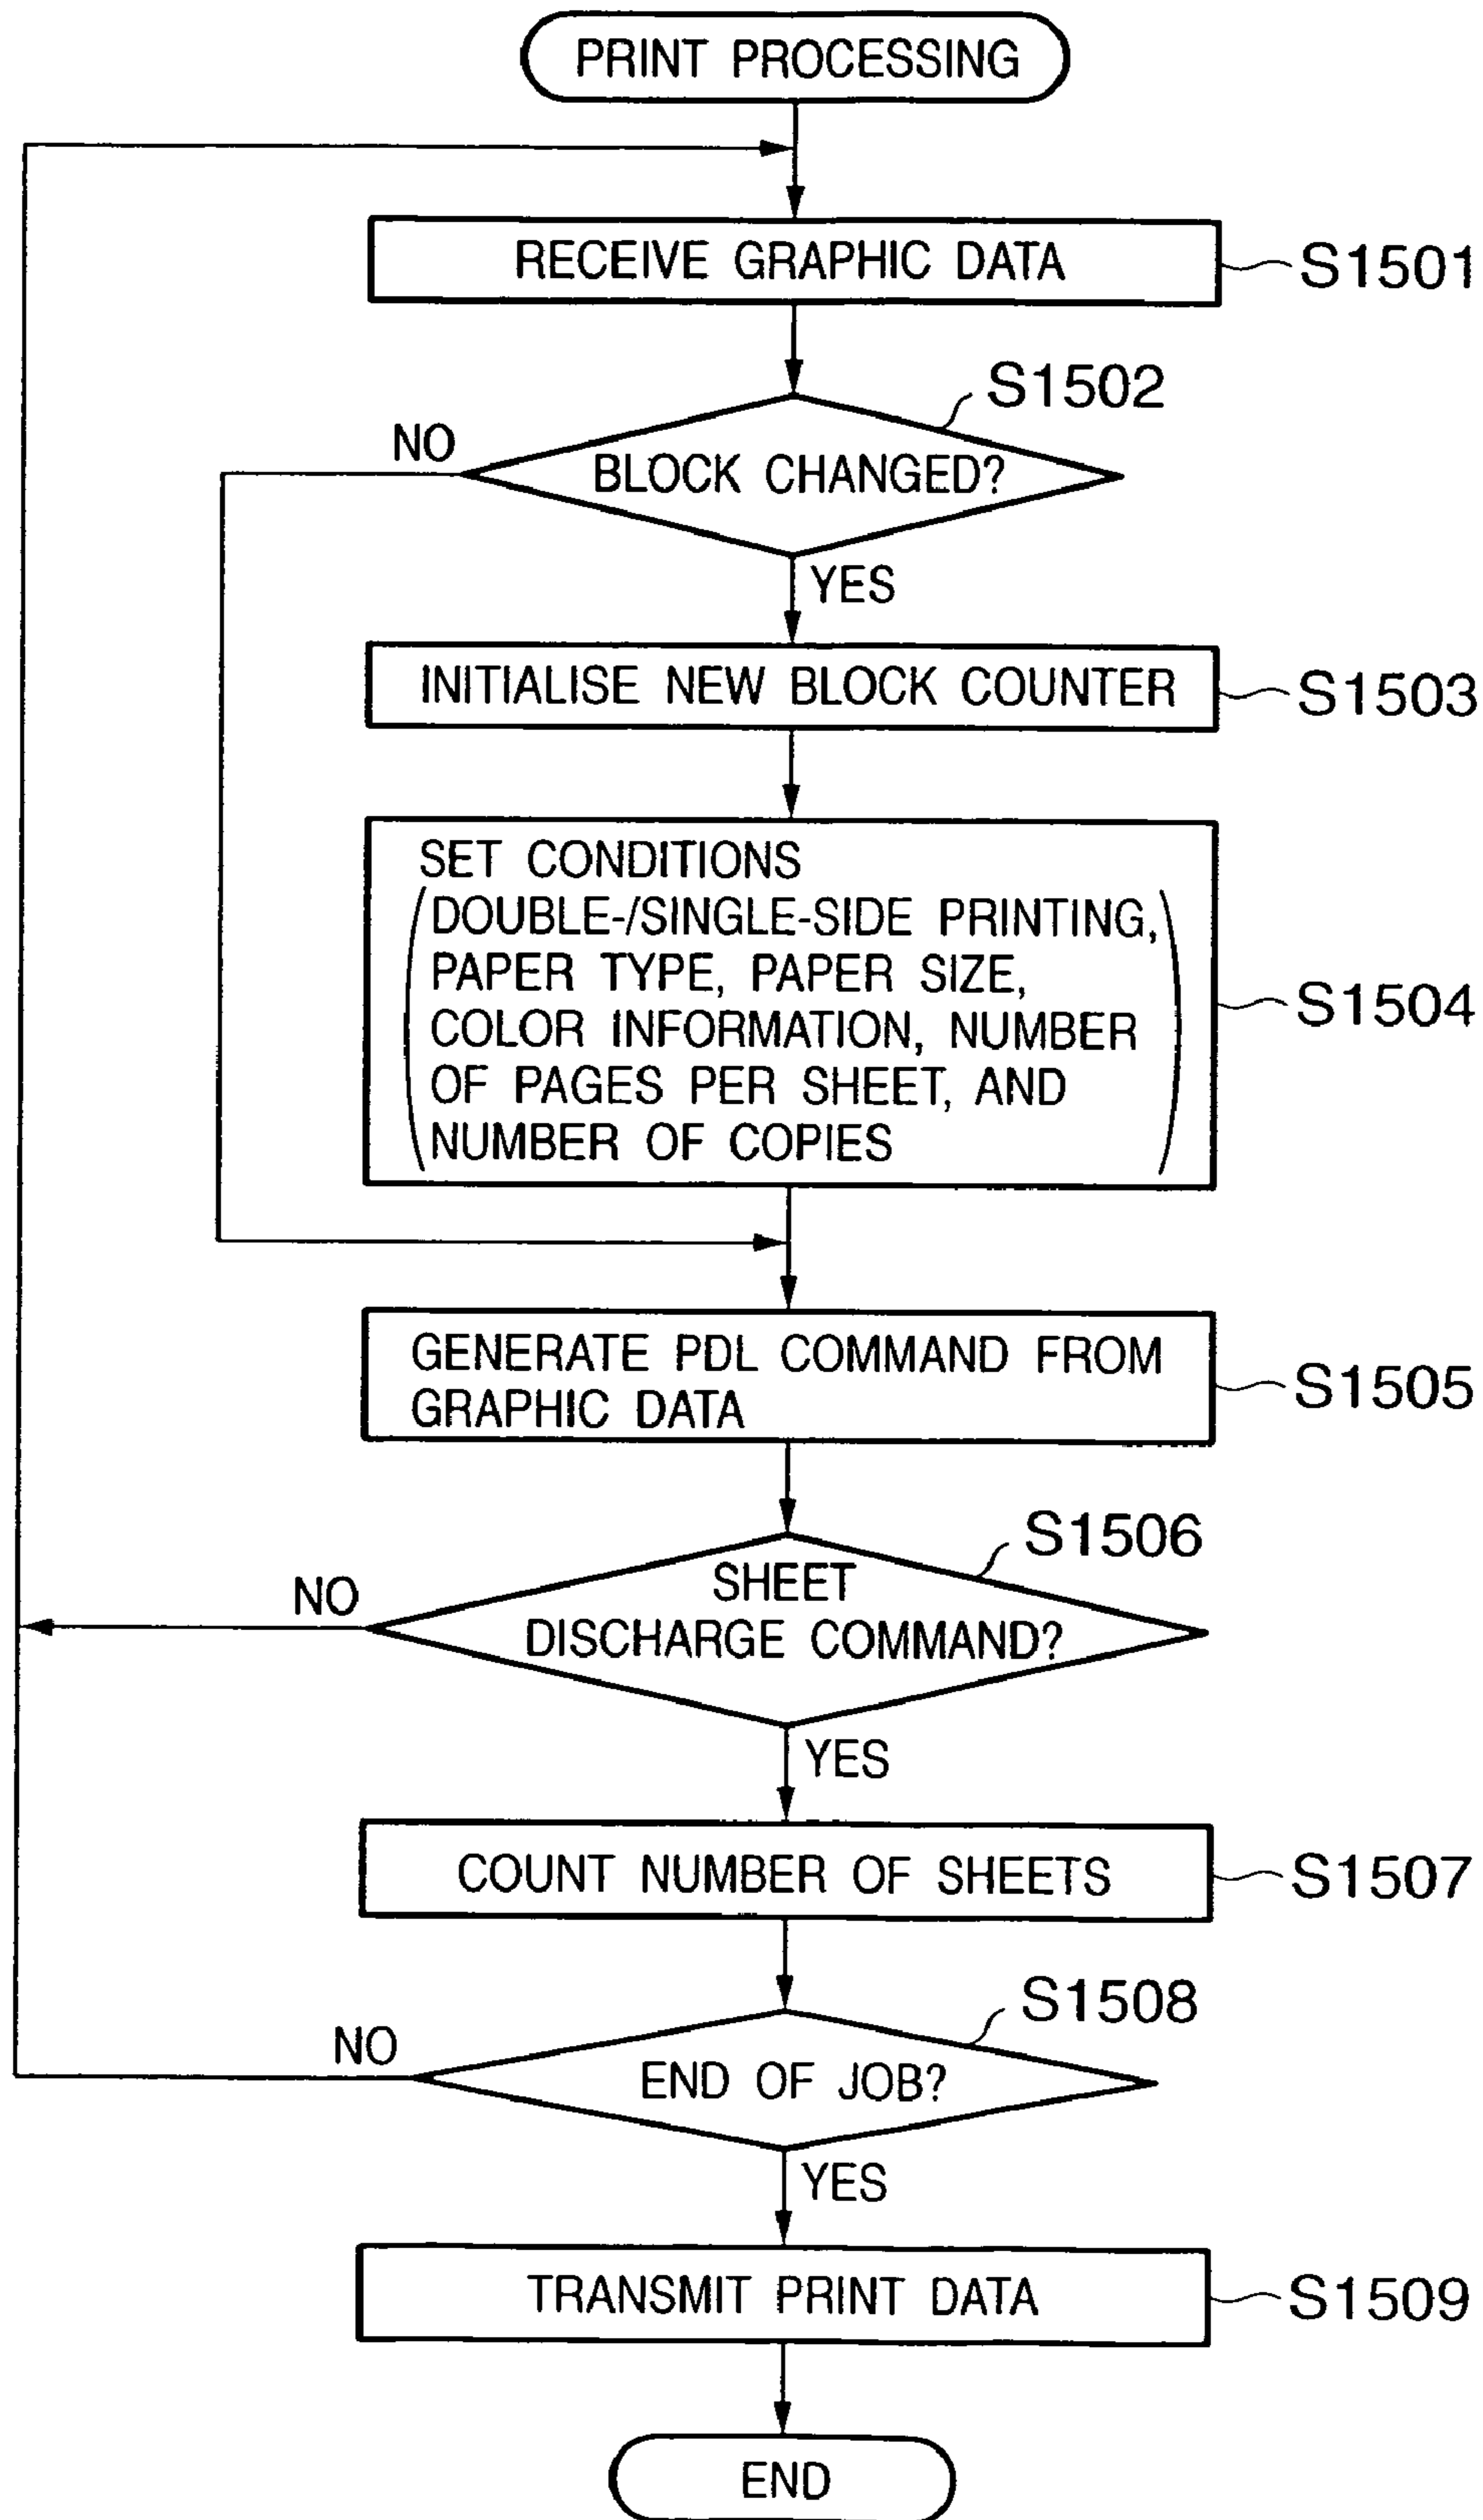 PRINT PROCESSING
RECEIVE GRAPHIC DATA
S1501
S1502
NO
BLOCK CHANGED?
YES
INITIALISE NEW BLOCK COUNTER
S1503
SET CONDITIONS
(DOUBLE-/SINGLE-SIDE PRINTING,
PAPER TYPE, PAPER SIZE,
COLOR INFORMATION, NUMBER
OF PAGES PER SHEET, AND
NUMBER OF COPIES)
S1504
GENERATE PDL COMMAND FROM
GRAPHIC DATA
S1505
S1506
NO
SHEET
DISCHARGE COMMAND?
YES
COUNT NUMBER OF SHEETS
S1507
S1508
NO
END OF JOB?
YES
TRANSMIT PRINT DATA
S1509
END